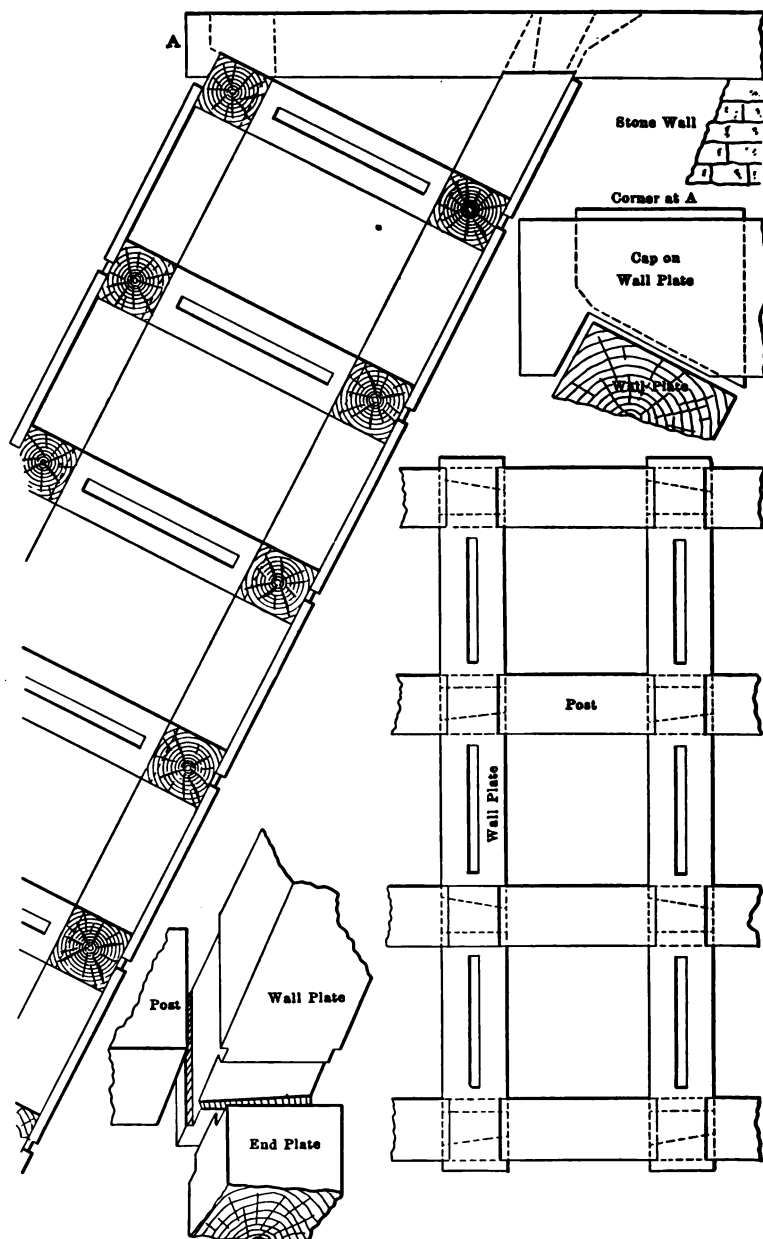 A
Stone Wall
Corner at A
Cap on
Wall Plate
Wall Plate
Post
Wall Plate
Post
Wall Plate
End Plate